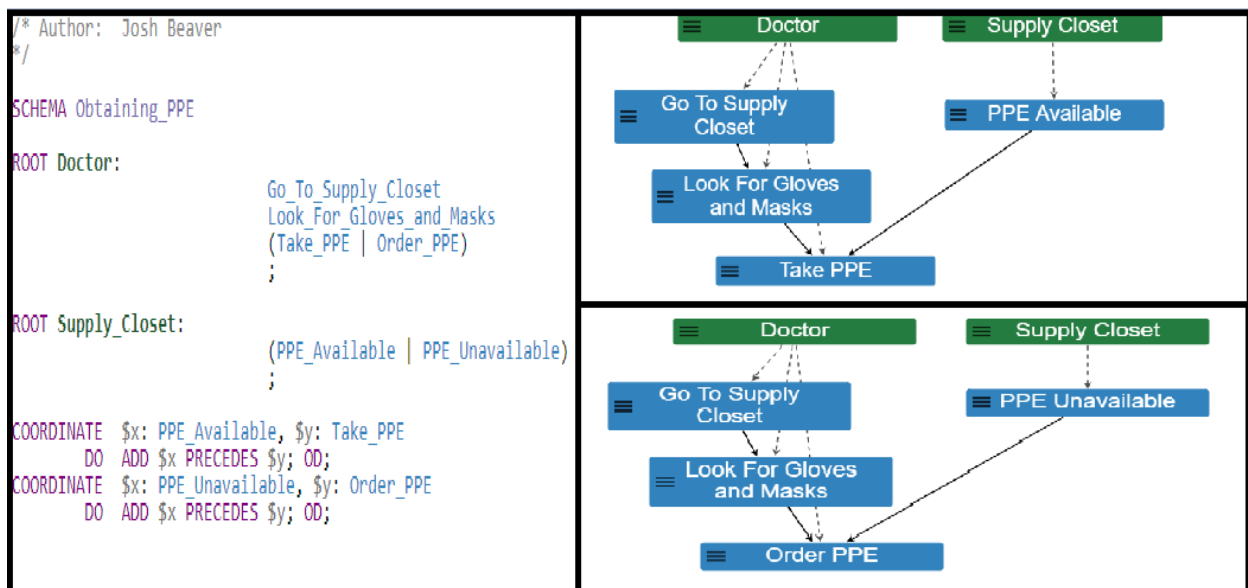 /* Author:  Josh Beaver
*/
SCHEMA Obtaining_PPE
ROOT Doctor:
Go_To_Supply_Closet
Look_For_Gloves_and_Masks
(Take_PPE | Order_PPE)
;
ROOT Supply_Closet:
(PPE_Available | PPE_Unavailable)
;
COORDINATE  $x: PPE_Available, $y: Take_PPE
DO  ADD $x PRECEDES $y; OD;
COORDINATE  $x: PPE_Unavailable, $y: Order_PPE
DO  ADD $x PRECEDES $y; OD;
Doctor
Supply Closet
Go To Supply
Closet
PPE Available
Look For Gloves
and Masks
Take PPE
Doctor
Supply Closet
Go To Supply
Closet
PPE Unavailable
Look For Gloves
and Masks
Order PPE